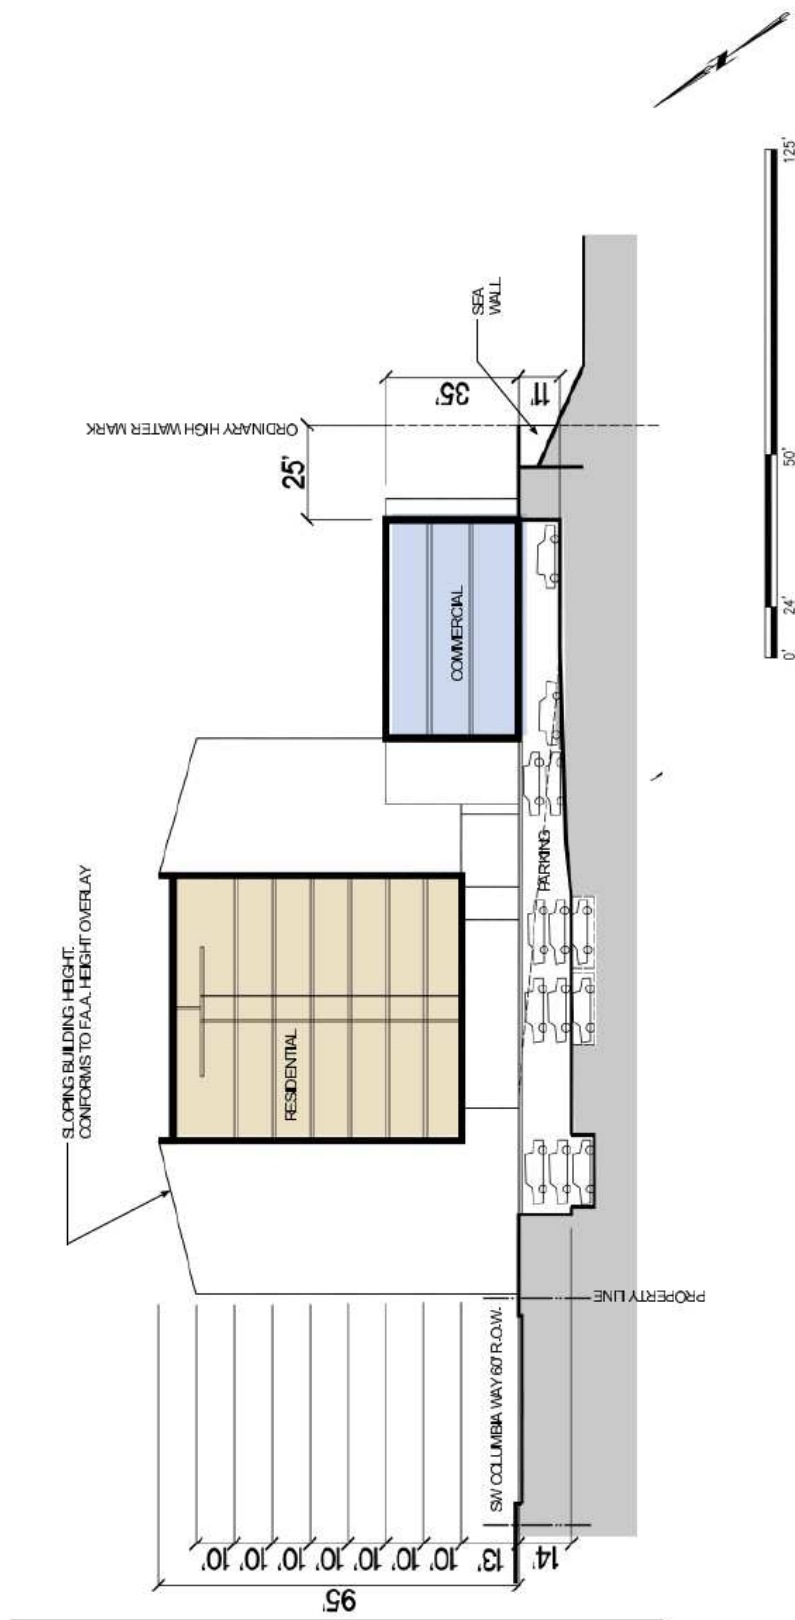 SLOPING BUILDING HEIGHT.
CONFORMS TO F.A.A. HEIGHT OVERLAY
ORDINARY HIGH WATER MARK
SEA
WALL
25'
35'
11'
RESIDENTIAL
COMMERCIAL
PARKING
SW COLUMBIA WAY 60' R.O.W.
PROPERTY LINE
95'
10'
10'
10'
10'
10'
10'
10'
13'
14'
N
0'
24'
50'
125'